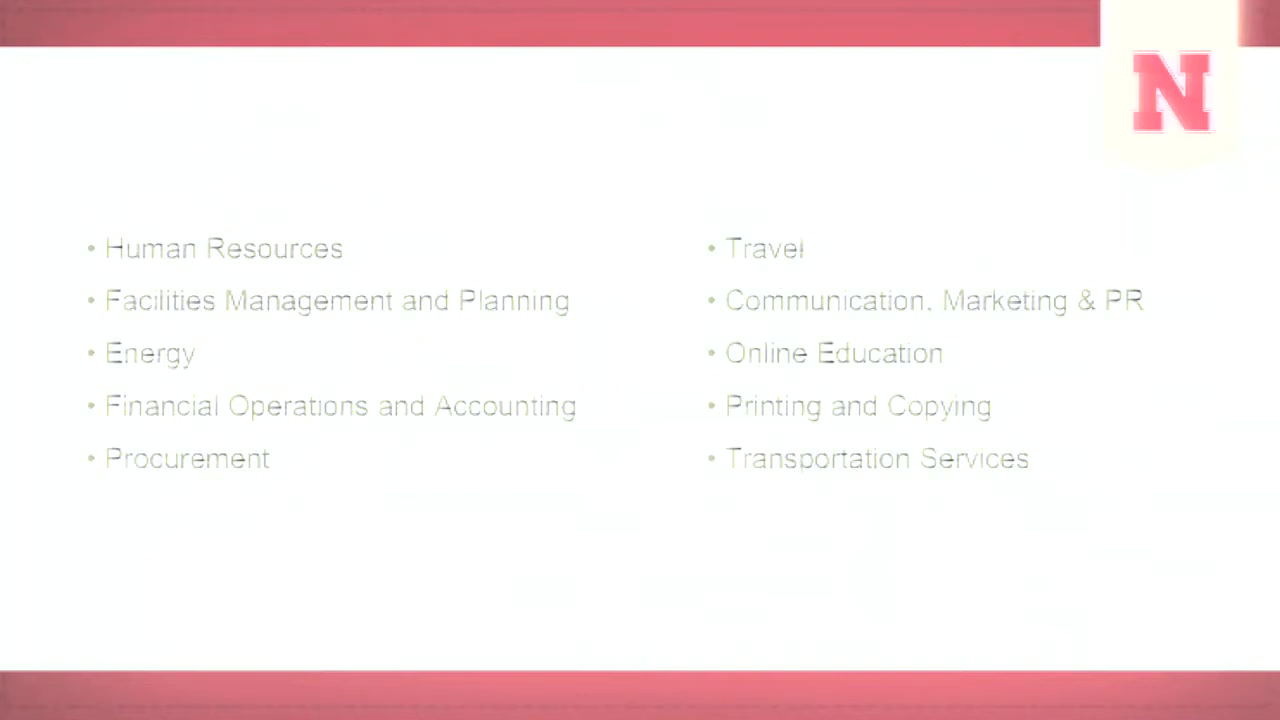 N
• Human Resources
• Facilities Management and Planning
• Energy
• Financial Operations and Accounting
• Procurement
• Travel
• Communication, Marketing & PR
• Online Education
• Printing and Copying
• Transportation Services